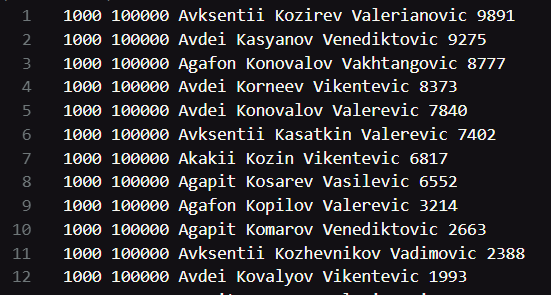 1 1000 100000 Avksentii Kozirev Valerianovic 9891
2 1000 100000 Avdei Kasyanov Venediktovic 9275
3 1000 100000 Agafon Konovalov Vakhtangovic 8777
4 1000 100000 Avdei Korneev Vikentevic 8373
5 1000 100000 Avdei Konovalov Valerevic 7840
6 1000 100000 Avksentii Kasatkin Valerevic 7402
7 1000 100000 Akakii Kozin Vikentevic 6817
8 1000 100000 Agapit Kosarev Vasilevic 6552
9 1000 100000 Agafon Kopilov Valerevic 3214
10 1000 100000 Agapit Komarov Venediktovic 2663
11 1000 100000 Avksentii Kozhevnikov Vadimovic 2388
12 1000 100000 Avdei Kovalyov Vikentevic 1993